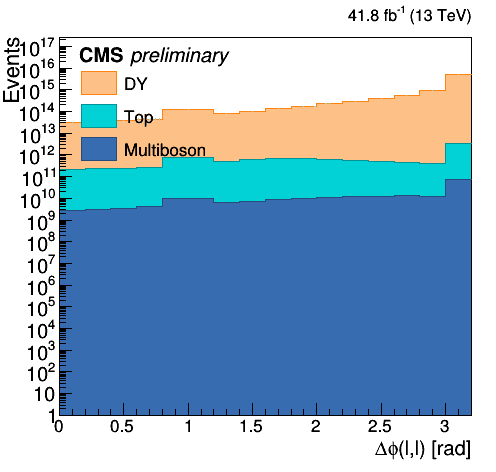 41.8 fb⁻¹ (13 TeV)
Events
CMS preliminary
DY
Top
Multiboson
10¹⁷
10¹⁶
10¹⁵
10¹⁴
10¹³
10¹²
10¹¹
10¹⁰
10⁹
10⁸
10⁷
10⁶
10⁵
10⁴
10³
10²
10
1
0 0.5 1 1.5 2 2.5 3
Δϕ(l,l) [rad]